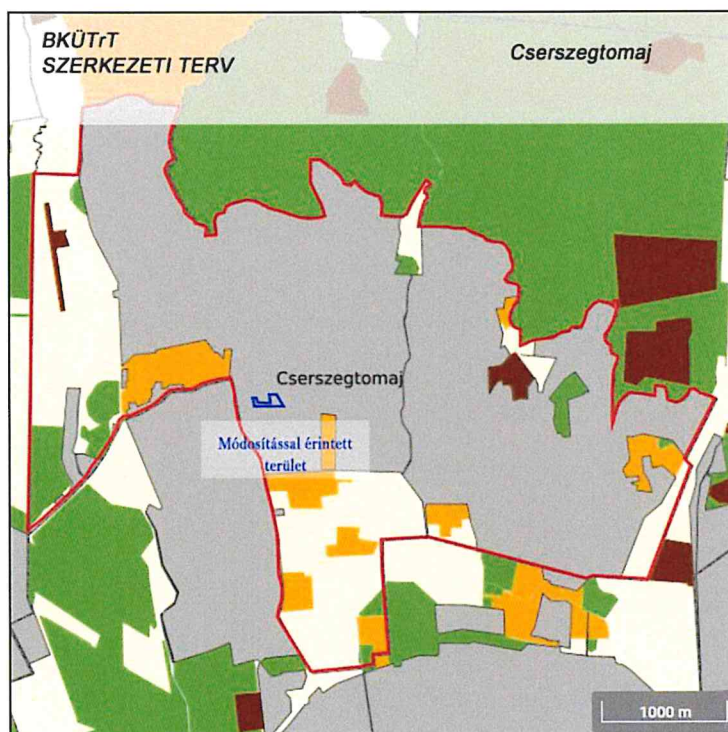 BKÜTrT
SZERKEZETI TERV
Cserszegtomaj
Cserszegtomaj
Módosítással érintett
terület
1000 m